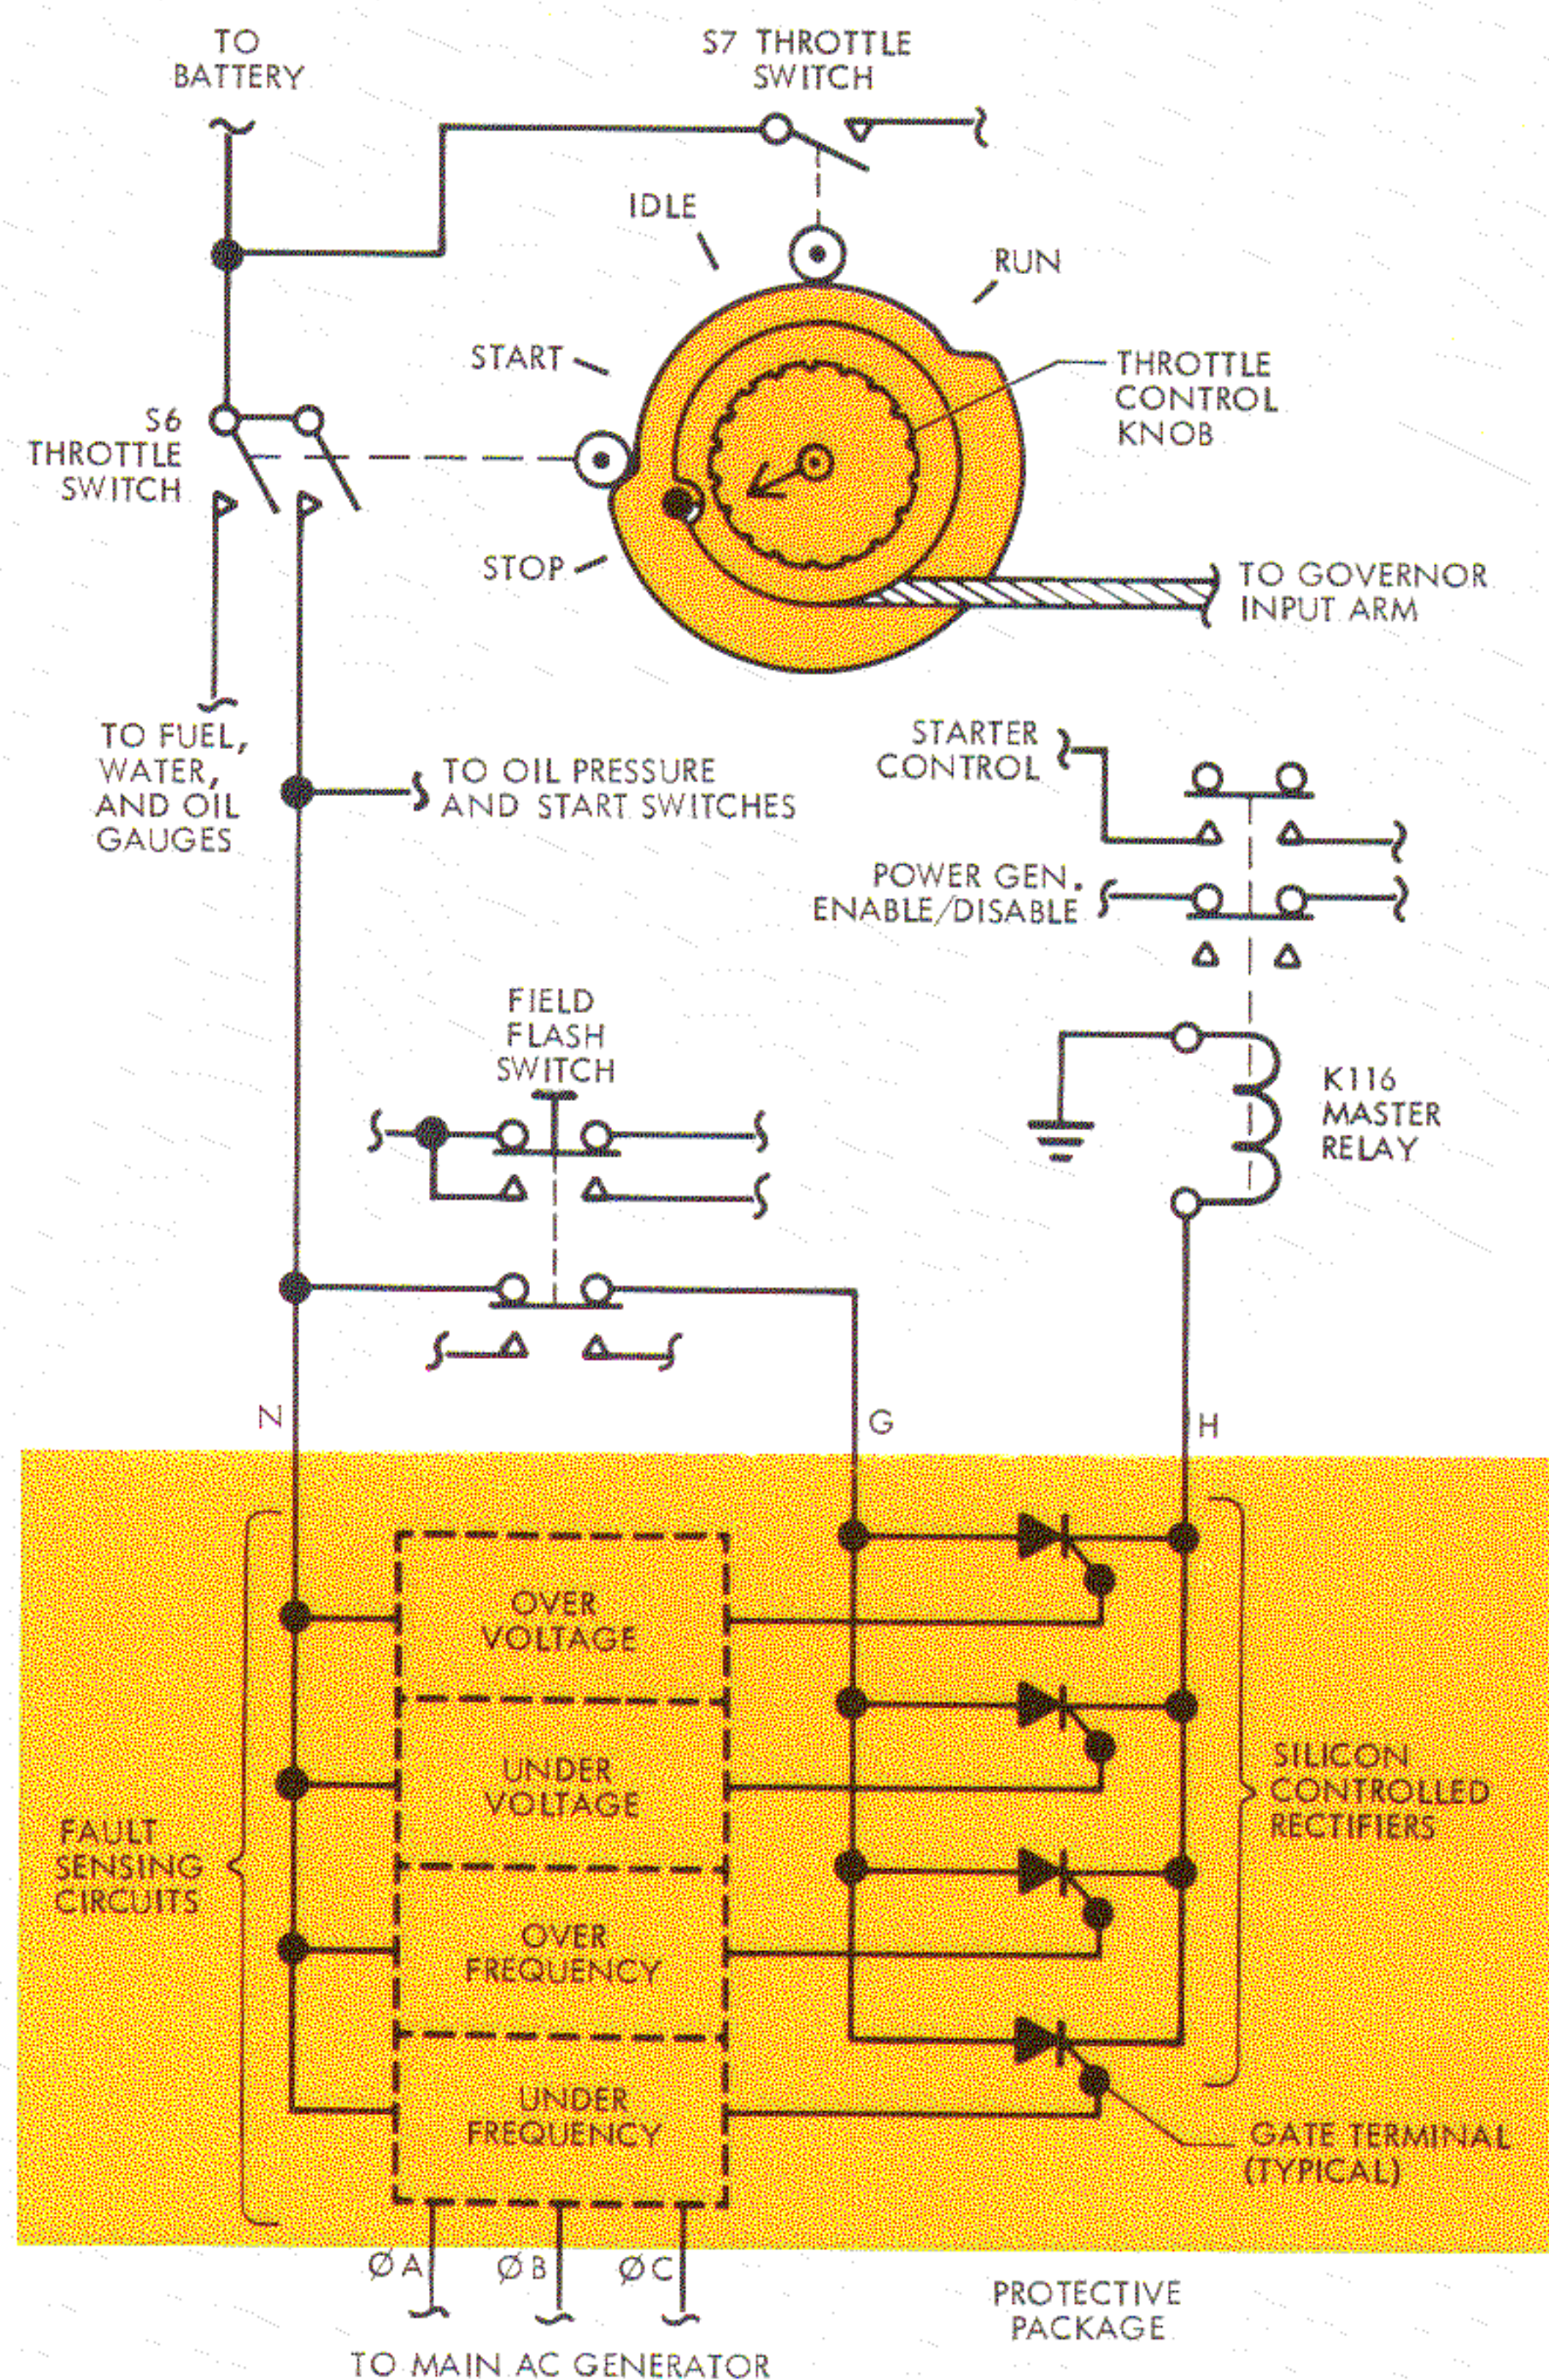 TO
BATTERY
S7 THROTTLE
SWITCH
IDLE
RUN
START
THROTTLE
CONTROL
KNOB
S6
THROTTLE
SWITCH
STOP
TO GOVERNOR
INPUT ARM
TO FUEL,
WATER,
AND OIL
GAUGES
TO OIL PRESSURE
AND START SWITCHES
STARTER
CONTROL
POWER GEN.
ENABLE/DISABLE
FIELD
FLASH
SWITCH
K116
MASTER
RELAY
N
G
H
OVER
VOLTAGE
UNDER
VOLTAGE
OVER
FREQUENCY
UNDER
FREQUENCY
FAULT
SENSING
CIRCUITS
SILICON
CONTROLLED
RECTIFIERS
GATE TERMINAL
(TYPICAL)
ØA
ØB
ØC
PROTECTIVE
PACKAGE
TO MAIN AC GENERATOR